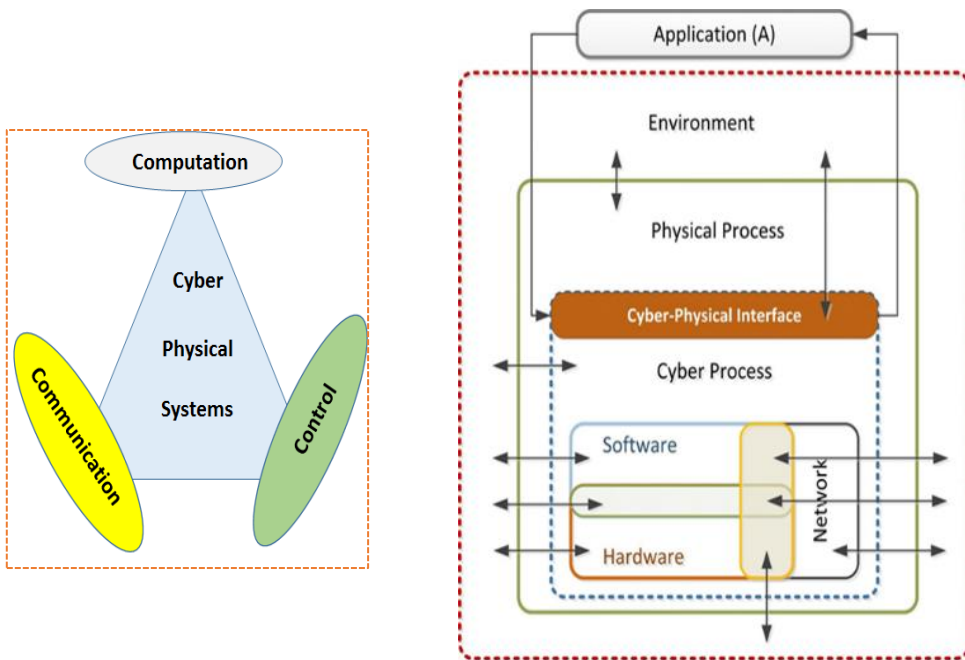 Computation
Cyber
Physical
Systems
Communication
Control
Application (A)
Environment
Physical Process
Cyber-Physical Interface
Cyber Process
Software
Hardware
Network